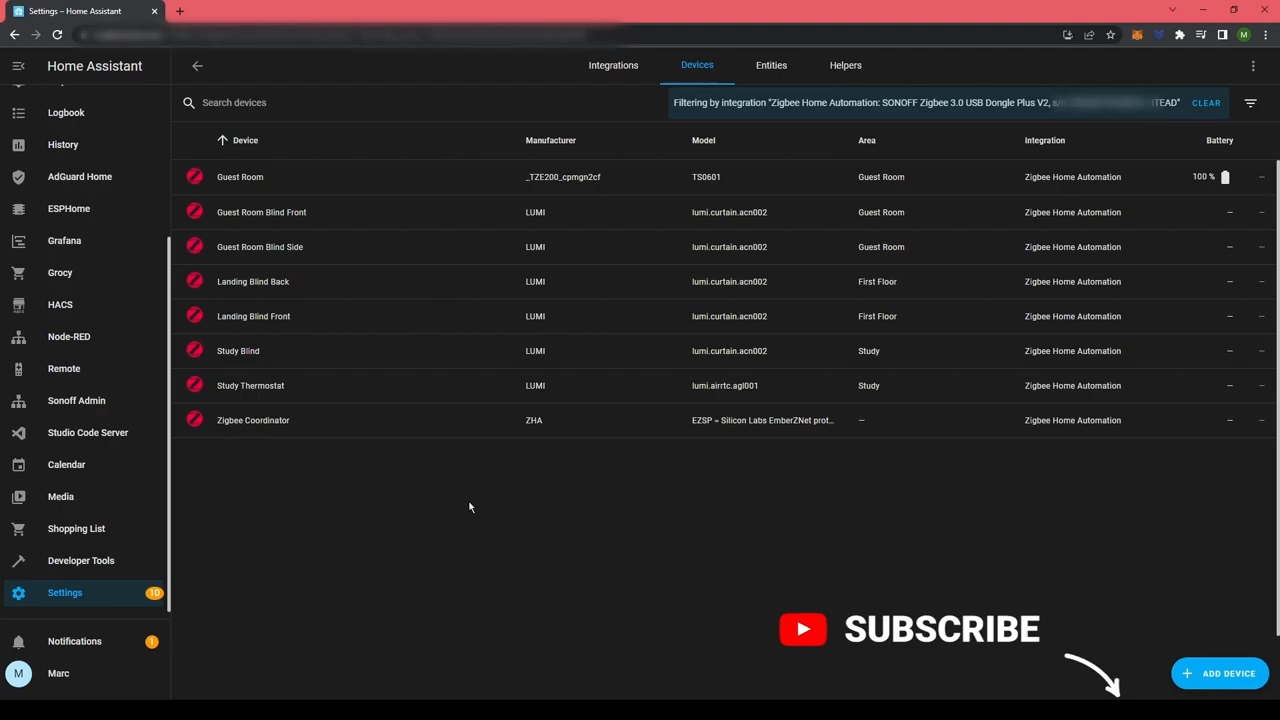 Settings – Home Assistant
M
Home Assistant
Integrations
Devices
Entities
Helpers
Search devices
Filtering by integration "Zigbee Home Automation: SONOFF Zigbee 3.0 USB Dongle Plus V2, s/n ITEAD"
CLEAR
Logbook
History
AdGuard Home
ESPHome
Grafana
Grocy
HACS
HACS
Node-RED
Remote
Sonoff Admin
Studio Code Server
Calendar
Media
Shopping List
Developer Tools
Settings 10
Notifications 1
M Marc
Device Manufacturer Model Area Integration Battery
Guest Room _TZE200_cpmgn2cf TS0601 Guest Room Zigbee Home Automation 100 % –
Guest Room Blind Front LUMI lumi.curtain.acn002 Guest Room Zigbee Home Automation – –
Guest Room Blind Side LUMI lumi.curtain.acn002 Guest Room Zigbee Home Automation – –
Landing Blind Back LUMI lumi.curtain.acn002 First Floor Zigbee Home Automation – –
Landing Blind Front LUMI lumi.curtain.acn002 First Floor Zigbee Home Automation – –
Study Blind LUMI lumi.curtain.acn002 Study Zigbee Home Automation – –
Study Thermostat LUMI lumi.airrtc.agl001 Study Zigbee Home Automation – –
Zigbee Coordinator ZHA EZSP = Silicon Labs EmberZNet prot... – Zigbee Home Automation – –
SUBSCRIBE
+ ADD DEVICE